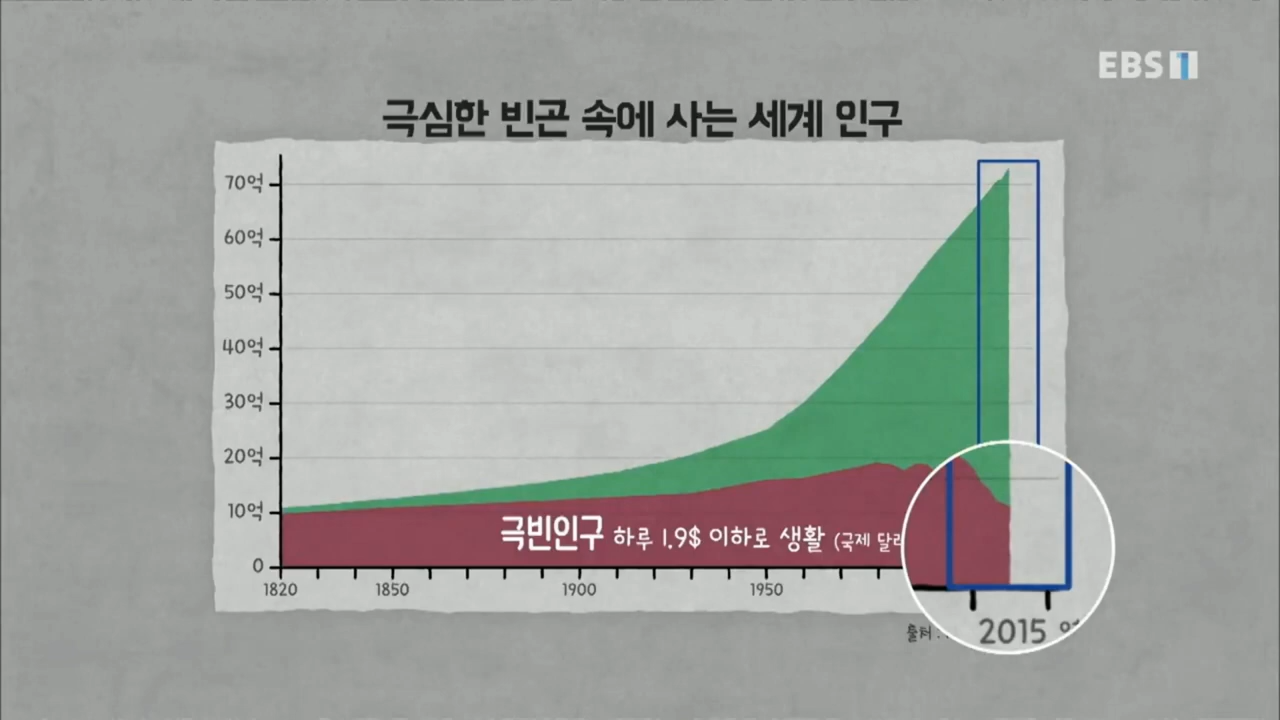 EBS 1
극심한 빈곤 속에 사는 세계 인구
70억
60억
50억
40억
30억
20억
10억
0
극빈인구 하루 1.9$ 이하로 생활 (국제
1820 1850 1900 1950
출처 :
2015